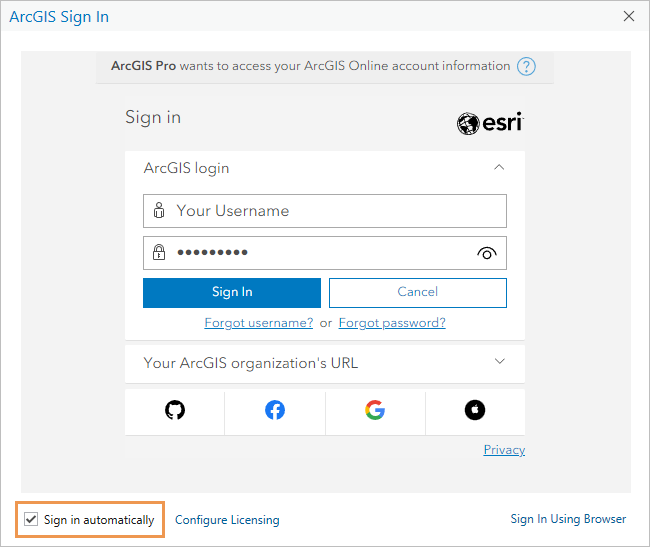 ArcGIS Sign In
ArcGIS Pro wants to access your ArcGIS Online account information ?
Sign in
esri
ArcGIS login
Your Username
•••••••••
Sign In Cancel
Forgot username? or Forgot password?
Your ArcGIS organization's URL
Privacy
Sign in automatically Configure Licensing Sign In Using Browser